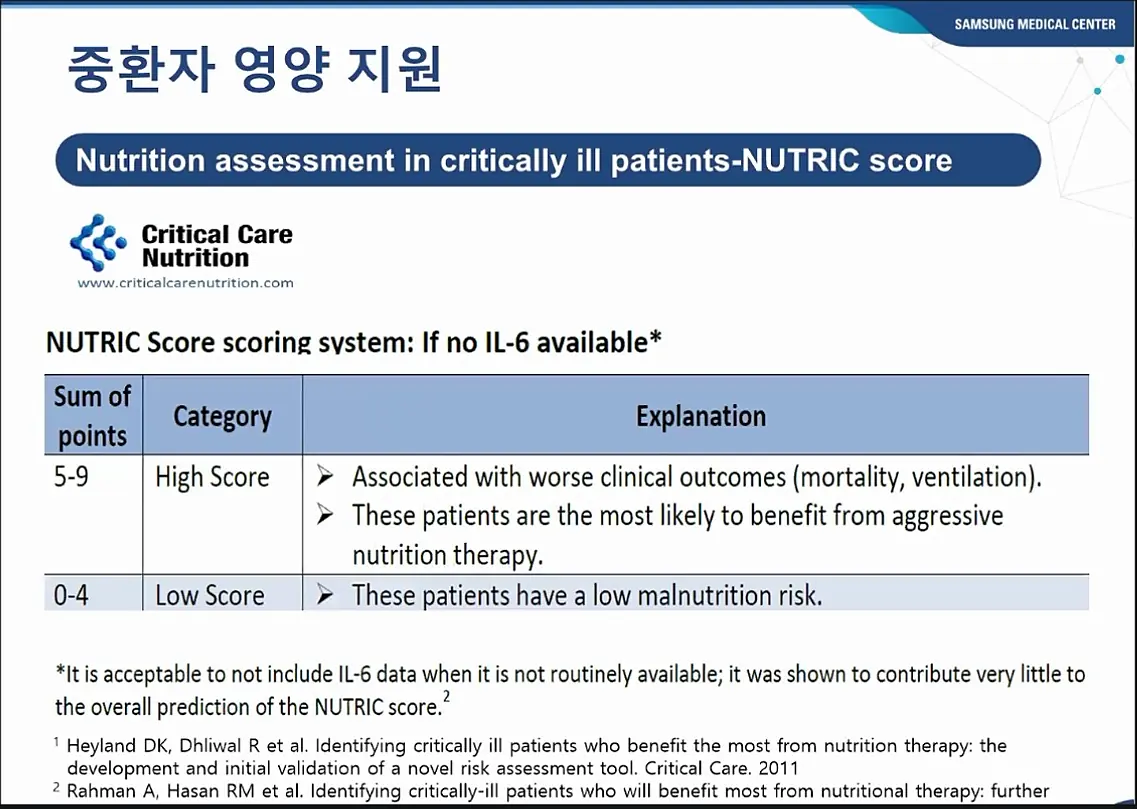 SAMSUNG MEDICAL CENTER
중환자 영양 지원
Nutrition assessment in critically ill patients-NUTRIC score
Critical Care
Nutrition
www.criticalcarenutrition.com
NUTRIC Score scoring system: If no IL-6 available*
Sum of
points
Category
Explanation
5-9
High Score
➢ Associated with worse clinical outcomes (mortality, ventilation).
➢ These patients are the most likely to benefit from aggressive
nutrition therapy.
0-4
Low Score
➢ These patients have a low malnutrition risk.
*It is acceptable to not include IL-6 data when it is not routinely available; it was shown to contribute very little to
the overall prediction of the NUTRIC score.2
1 Heyland DK, Dhliwal R et al. Identifying critically ill patients who benefit the most from nutrition therapy: the
development and initial validation of a novel risk assessment tool. Critical Care. 2011
2 Rahman A, Hasan RM et al. Identifying critically-ill patients who will benefit most from nutritional therapy: further